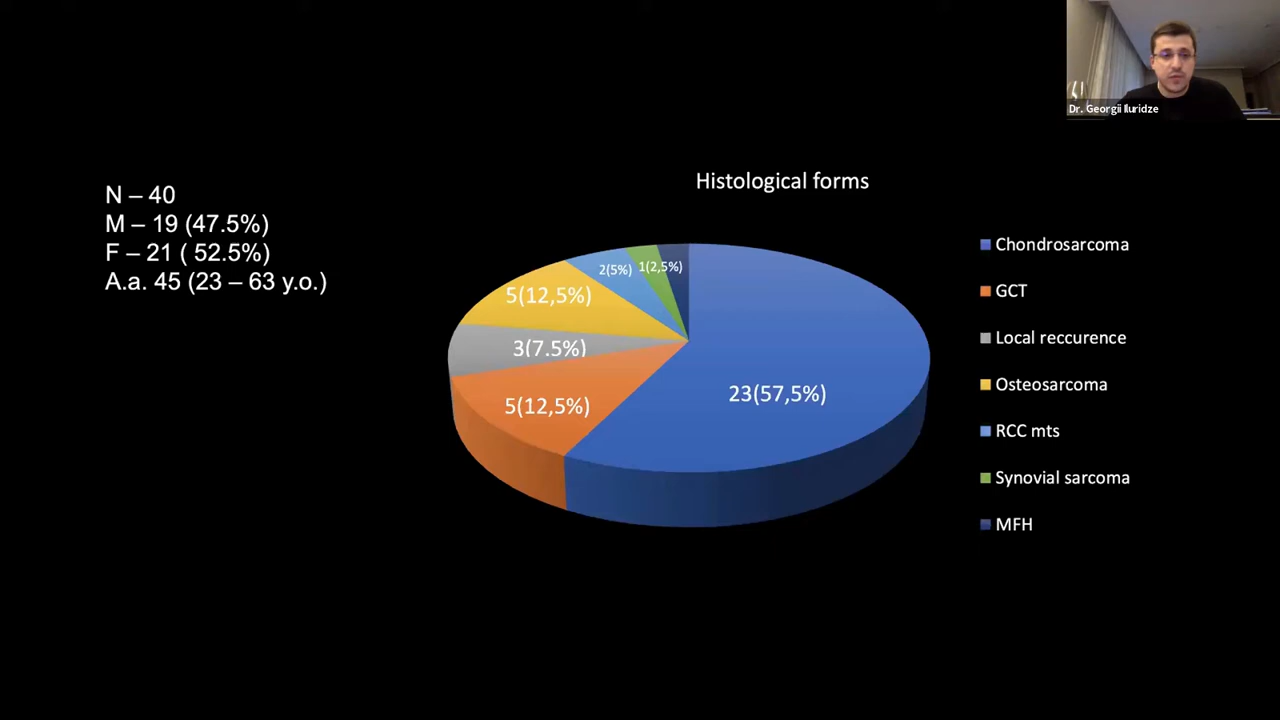 Dr. Georgii Iluridze
N – 40
M – 19 (47.5%)
F – 21 ( 52.5%)
A.a. 45 (23 – 63 y.o.)
Histological forms
2(5%)
1(2,5%)
5(12,5%)
3(7.5%)
5(12,5%)
23(57,5%)
Chondrosarcoma
GCT
Local reccurence
Osteosarcoma
RCC mts
Synovial sarcoma
MFH